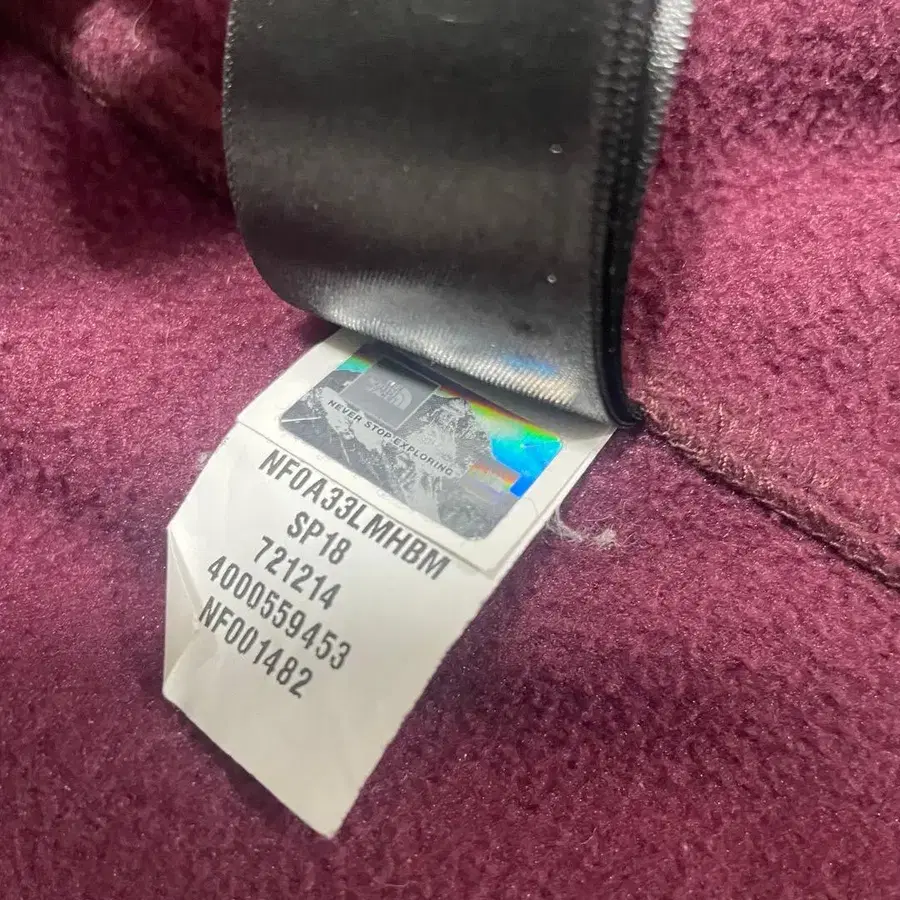 NEVER STOP EXPLORING
NF0A33LMHBM
SP18
721214
4000559453
NF001482